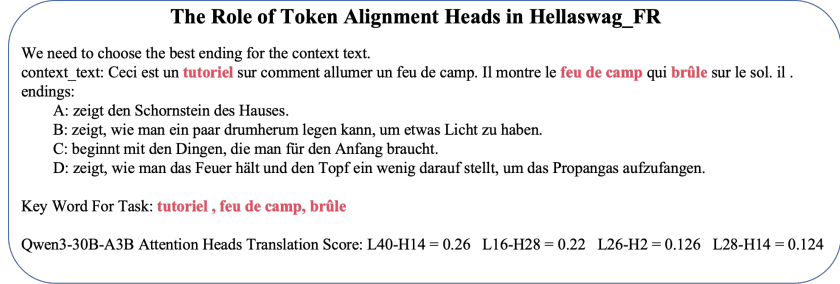 The Role of Token Alignment Heads in Hellaswag_FR
We need to choose the best ending for the context text.
context_text: Ceci est un tutoriel sur comment allumer un feu de camp. Il montre le feu de camp qui brûle sur le sol. il .
endings:
A: zeigt den Schornstein des Hauses.
B: zeigt, wie man ein paar drumherum legen kann, um etwas Licht zu haben.
C: beginnt mit den Dingen, die man für den Anfang braucht.
D: zeigt, wie man das Feuer hält und den Topf ein wenig darauf stellt, um das Propangas aufzufangen.
Key Word For Task: tutoriel , feu de camp, brûle
Qwen3-30B-A3B Attention Heads Translation Score: L40-H14 = 0.26 L16-H28 = 0.22 L26-H2 = 0.126 L28-H14 = 0.124